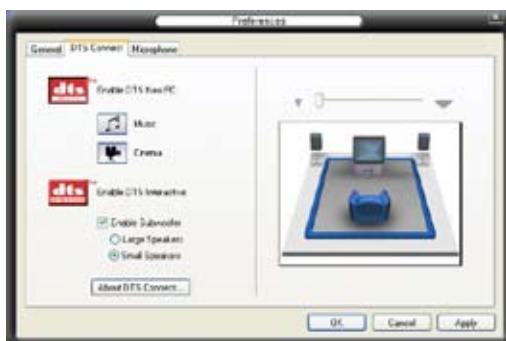 Preferences
General DTS Connect Microphone
dts Enable DTS Neo:PC
Music
Cinema
dts Enable DTS Interactive
Enable Subwoofer
Large Speakers
Small Speakers
About DTS Connect...
OK Cancel Apply